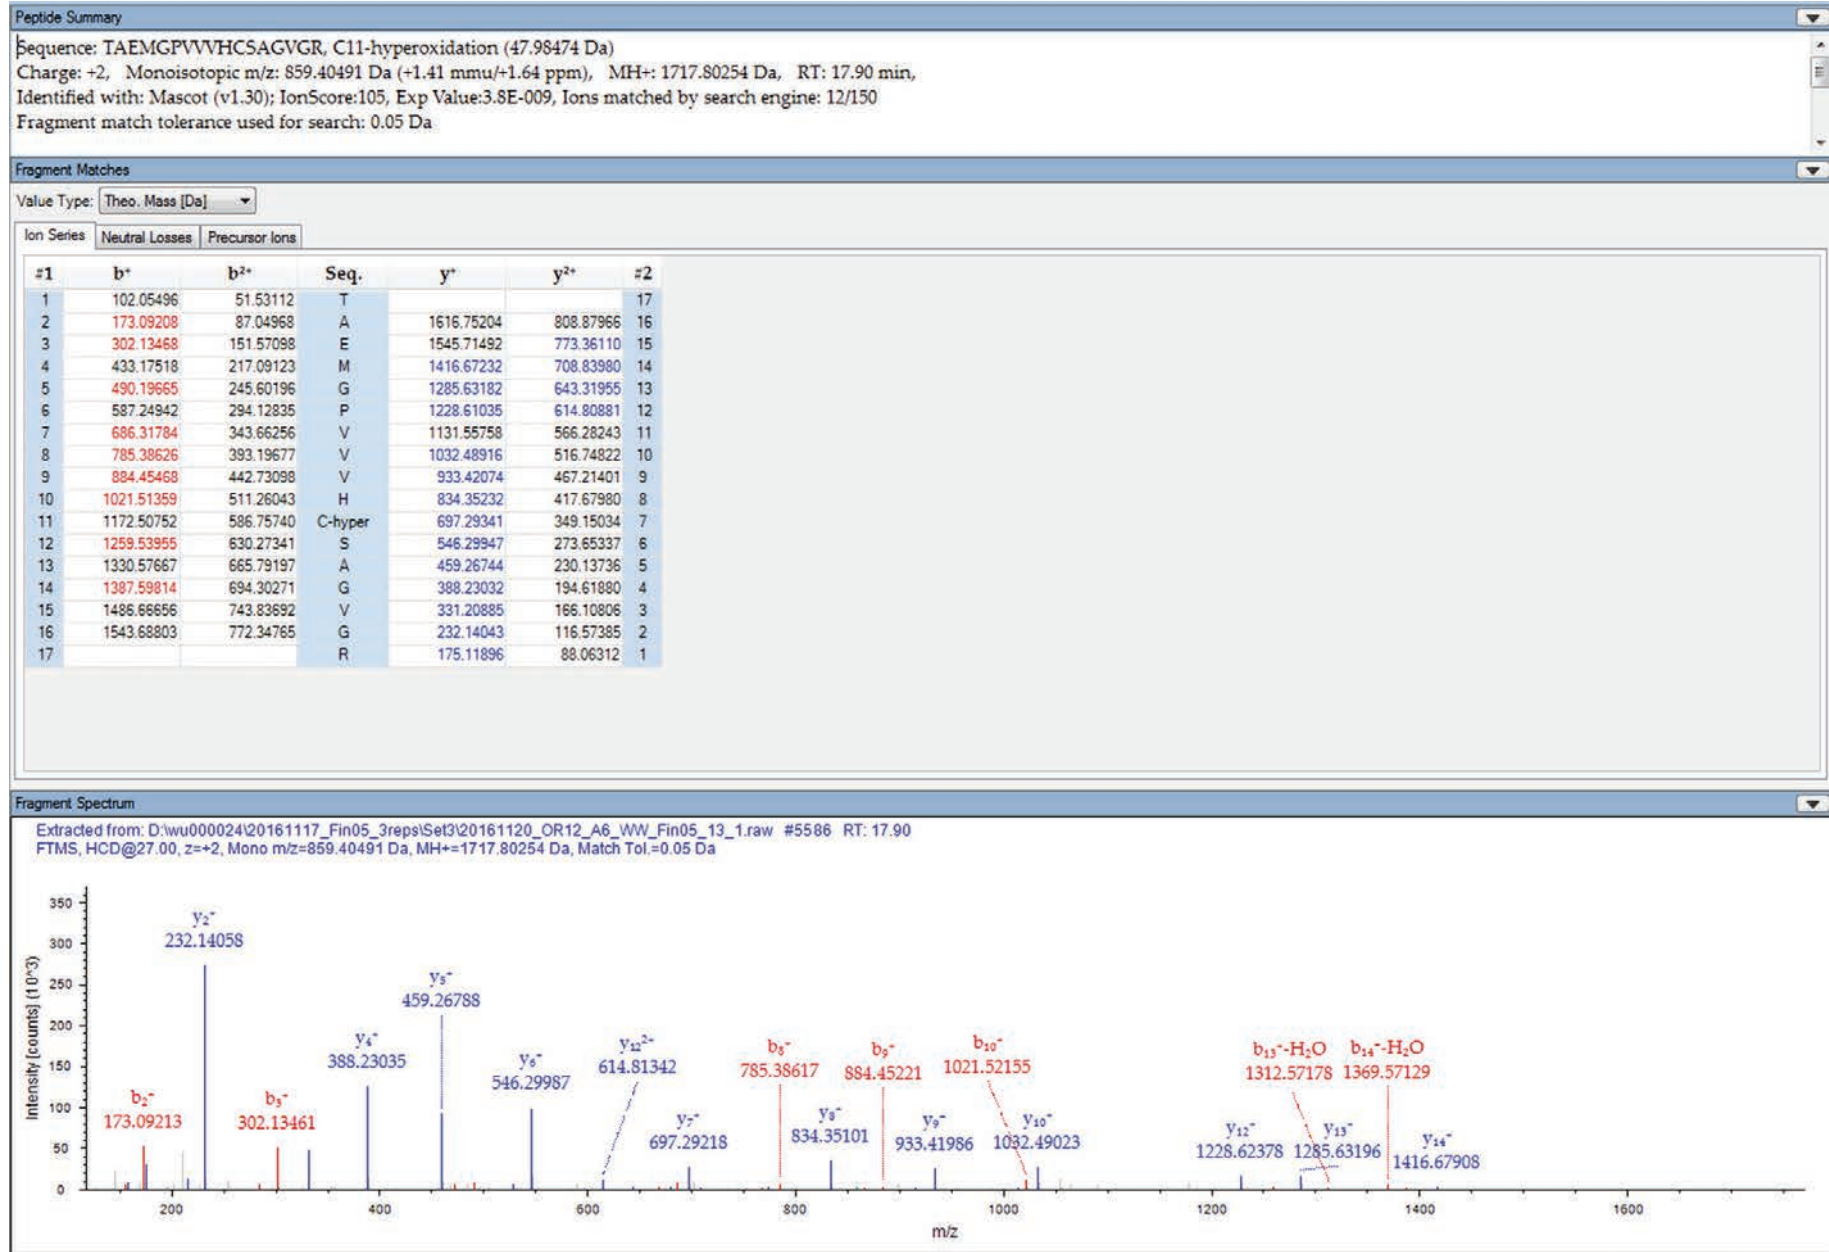 Peptide Summary
Sequence: TAEMGPVVVHCSAGVGR, C11-hyperoxidation (47.98474 Da)
Charge: +2, Monoisotopic m/z: 859.40491 Da (+1.41 mmu/+1.64 ppm), MH+: 1717.80254 Da, RT: 17.90 min,
Identified with: Mascot (v1.30); IonScore:105, Exp Value:3.8E-009, Ions matched by search engine: 12/150
Fragment match tolerance used for search: 0.05 Da
Fragment Matches
Value Type: Theo. Mass [Da]
Ion Series Neutral Losses Precursor Ions
#1 b⁺ b²⁺ Seq. y⁺ y²⁺ #2
1 102.05496 51.53112 T 17
2 173.09208 87.04968 A 1616.75204 808.87966 16
3 302.13468 151.57098 E 1545.71492 773.36110 15
4 433.17518 217.09123 M 1416.67232 708.83980 14
5 490.19665 245.60196 G 1285.63182 643.31955 13
6 587.24942 294.12835 P 1228.61035 614.80881 12
7 686.31784 343.66256 V 1131.55758 566.28243 11
8 785.38626 393.19677 V 1032.48916 516.74822 10
9 884.45468 442.73098 V 933.42074 467.21401 9
10 1021.51359 511.26043 H 834.35232 417.67980 8
11 1172.50752 586.75740 C-hyper 697.29341 349.15034 7
12 1259.53955 630.27341 S 546.29947 273.65337 6
13 1330.57667 665.79197 A 459.26744 230.13736 5
14 1387.59814 694.30271 G 388.23032 194.61880 4
15 1486.66656 743.83692 V 331.20885 166.10806 3
16 1543.68803 772.34765 G 232.14043 116.57385 2
17 R 175.11896 88.06312 1
Fragment Spectrum
Extracted from: D:\wu000024\20161117_Fin05_3reps\Set3\20161120_OR12_A6_WW_Fin05_13_1.raw #5586 RT: 17.90
FTMS, HCD@27.00, z=+2, Mono m/z=859.40491 Da, MH+=1717.80254 Da, Match Tol.=0.05 Da
Intensity [counts] (10^3)
350
300
250
200
150
100
50
0
b₂⁺
173.09213
y₂⁺
232.14058
b₃⁺
302.13461
y₄⁺
388.23035
y₅⁺
459.26788
y₆⁺
546.29987
y₁₂²⁺
614.81342
y₇⁺
697.29218
b₈⁺
785.38617
y₈⁺
834.35101
b₉⁺
884.45221
y₉⁺
933.41986
b₁₀⁺
1021.52155
y₁₀⁺
1032.49023
y₁₂⁺
1228.62378
y₁₃⁺
1285.63196
b₁₃⁺-H₂O
1312.57178
b₁₄⁺-H₂O
1369.57129
y₁₄⁺
1416.67908
200 400 600 800 1000 1200 1400 1600
m/z